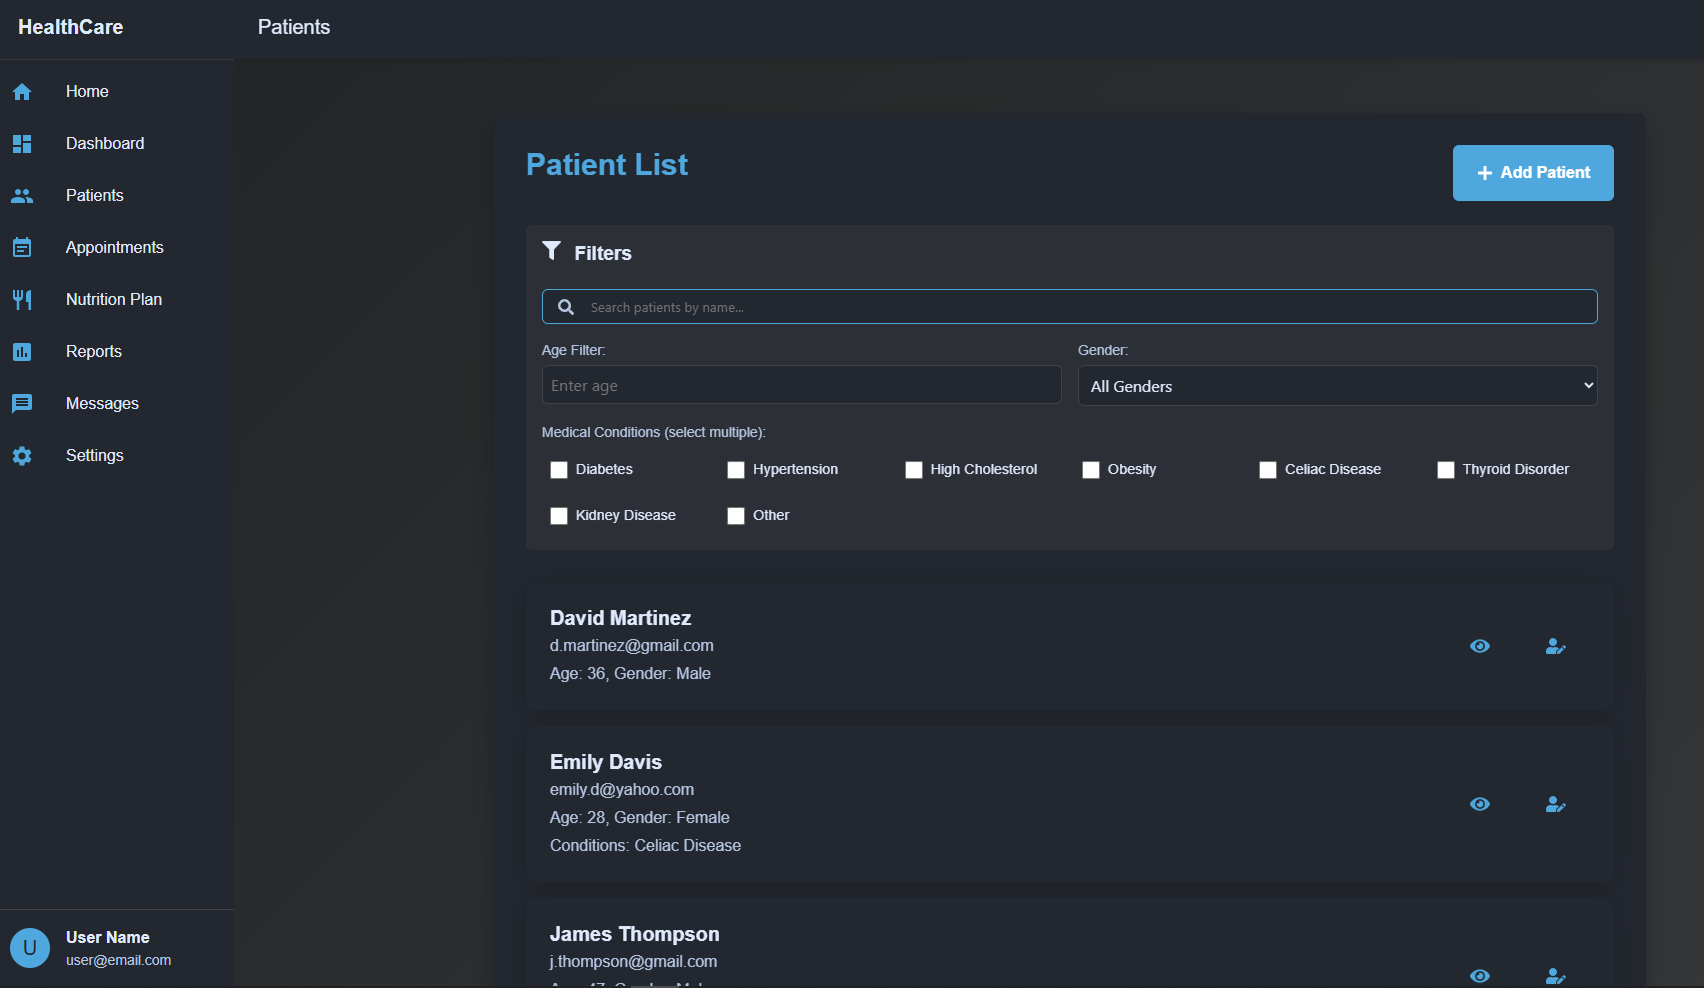 HealthCare
Patients
Home
Dashboard
Patients
Appointments
Nutrition Plan
Reports
Messages
Settings
U
User Name
user@email.com
Patient List
Add Patient
Filters
Search patients by name...
Age Filter:
Gender:
Enter age
All Genders
Medical Conditions (select multiple):
Diabetes
Hypertension
High Cholesterol
Obesity
Celiac Disease
Thyroid Disorder
Kidney Disease
Other
David Martinez
d.martinez@gmail.com
Age: 36, Gender: Male
Emily Davis
emily.d@yahoo.com
Age: 28, Gender: Female
Conditions: Celiac Disease
James Thompson
j.thompson@gmail.com